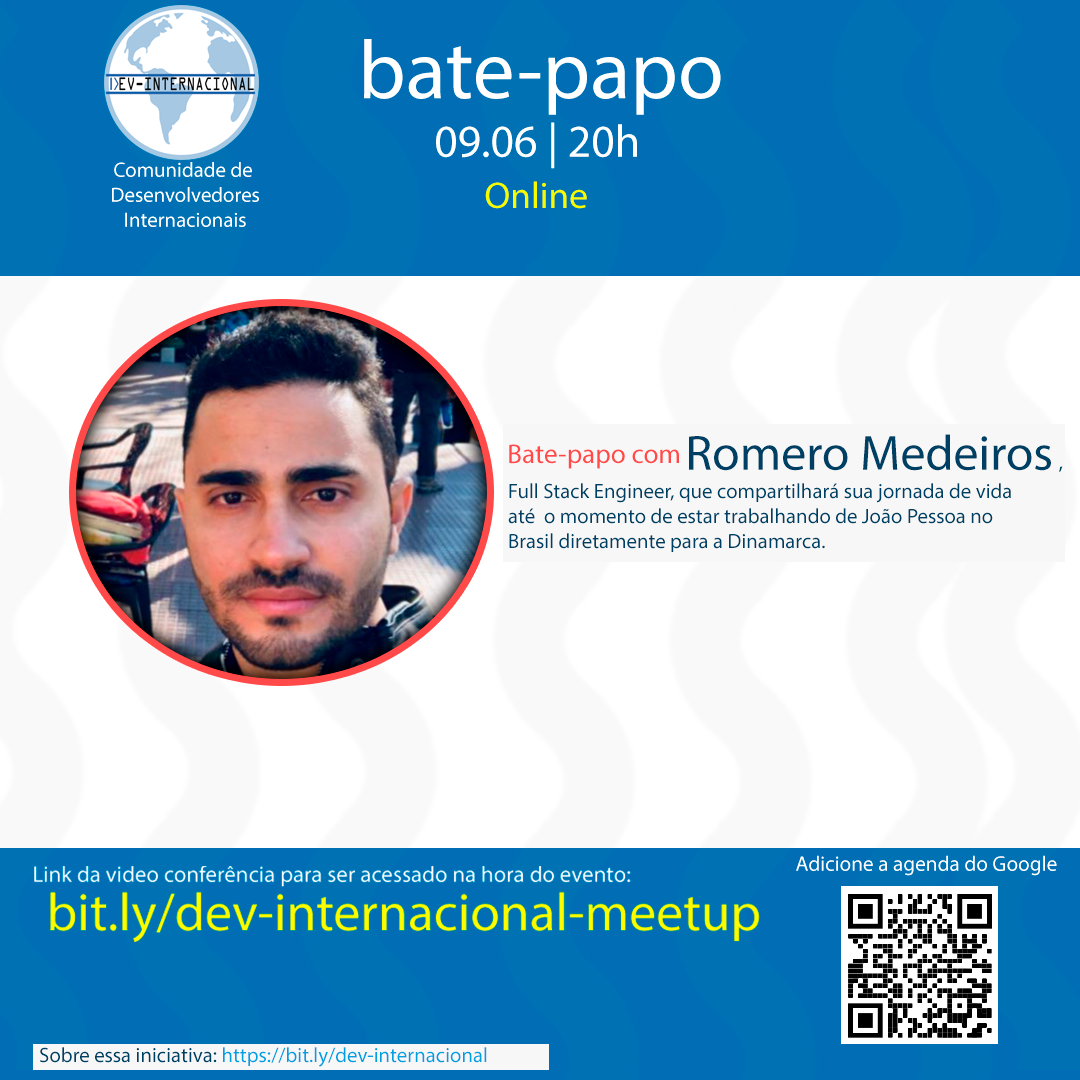 DEV-INTERNACIONAL
Comunidade de
Desenvolvedores
Internacionais
bate-papo
09.06 | 20h
Online
Bate-papo com Romero Medeiros ,
Full Stack Engineer, que compartilhará sua jornada de vida
até o momento de estar trabalhando de João Pessoa no
Brasil diretamente para a Dinamarca.
Link da video conferência para ser acessado na hora do evento:
bit.ly/dev-internacional-meetup
Adicione a agenda do Google
Sobre essa iniciativa: https://bit.ly/dev-internacional